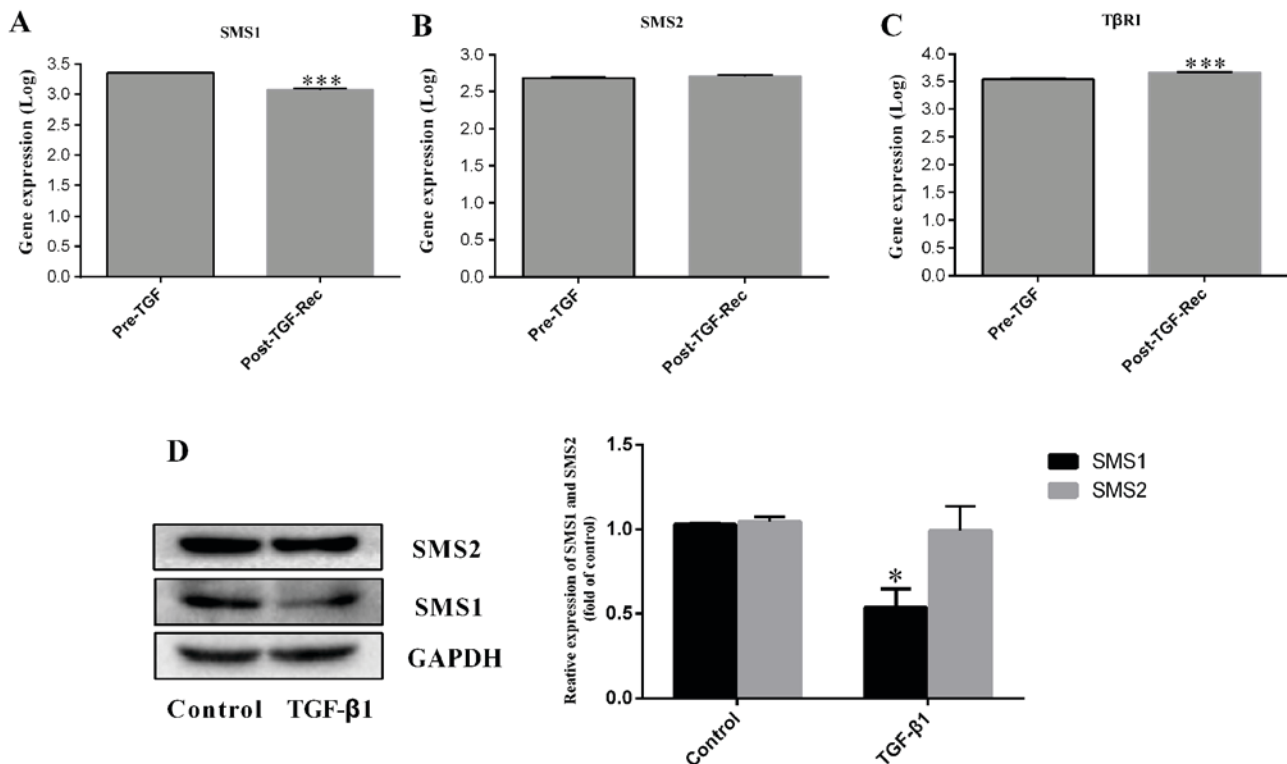 A
SMS1
Gene expression (Log)
3.5
3.0
2.5
2.0
1.5
1.0
0.5
0.0
***
Pre-TGF
Post-TGF-Rec
B
SMS2
Gene expression (Log)
3.0
2.5
2.0
1.5
1.0
0.5
0.0
Pre-TGF
Post-TGF-Rec
C
TβRI
Gene expression (Log)
4.0
3.5
3.0
2.5
2.0
1.5
1.0
0.5
0.0
***
Pre-TGF
Post-TGF-Rec
D
SMS2
SMS1
GAPDH
Control TGF-β1
Reative expression of SMS1 and SMS2
(fold of control)
1.5
1.0
0.5
0.0
*
Control
TGF-β1
SMS1
SMS2